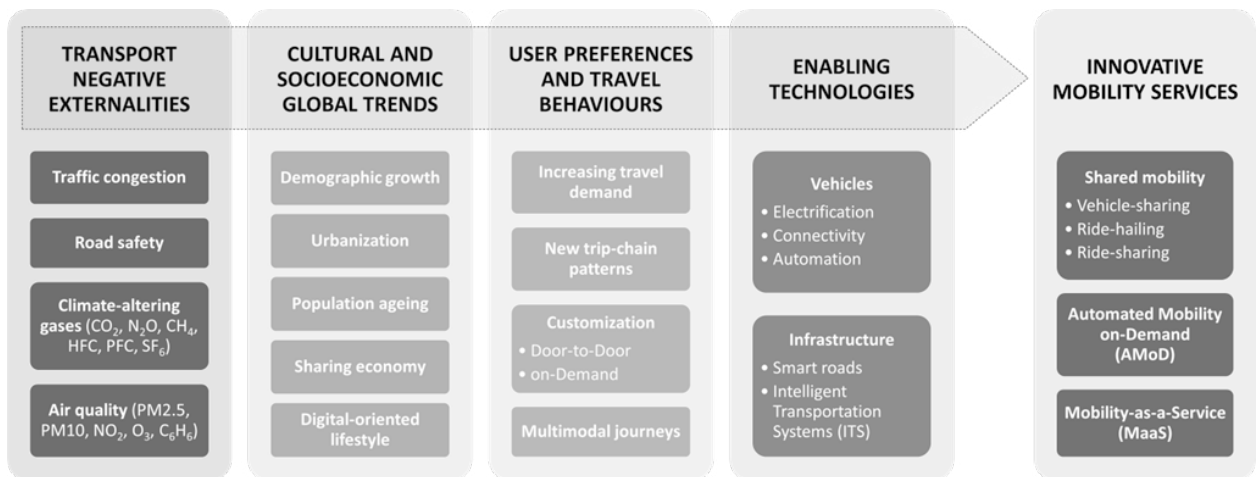 TRANSPORT
NEGATIVE
EXTERNALITIES
Traffic congestion
Road safety
Climate-altering
gases (CO₂, N₂O, CH₄,
HFC, PFC, SF₆)
Air quality (PM2.5,
PM10, NO₂, O₃, C₆H₆)
CULTURAL AND
SOCIOECONOMIC
GLOBAL TRENDS
Demographic growth
Urbanization
Population ageing
Sharing economy
Digital-oriented
lifestyle
USER PREFERENCES
AND TRAVEL
BEHAVIOURS
Increasing travel
demand
New trip-chain
patterns
Customization
• Door-to-Door
• on-Demand
Multimodal journeys
ENABLING
TECHNOLOGIES
Vehicles
• Electrification
• Connectivity
• Automation
Infrastructure
• Smart roads
• Intelligent
Transportation
Systems (ITS)
INNOVATIVE
MOBILITY SERVICES
Shared mobility
• Vehicle-sharing
• Ride-hailing
• Ride-sharing
Automated Mobility
on-Demand
(AMoD)
Mobility-as-a-Service
(MaaS)